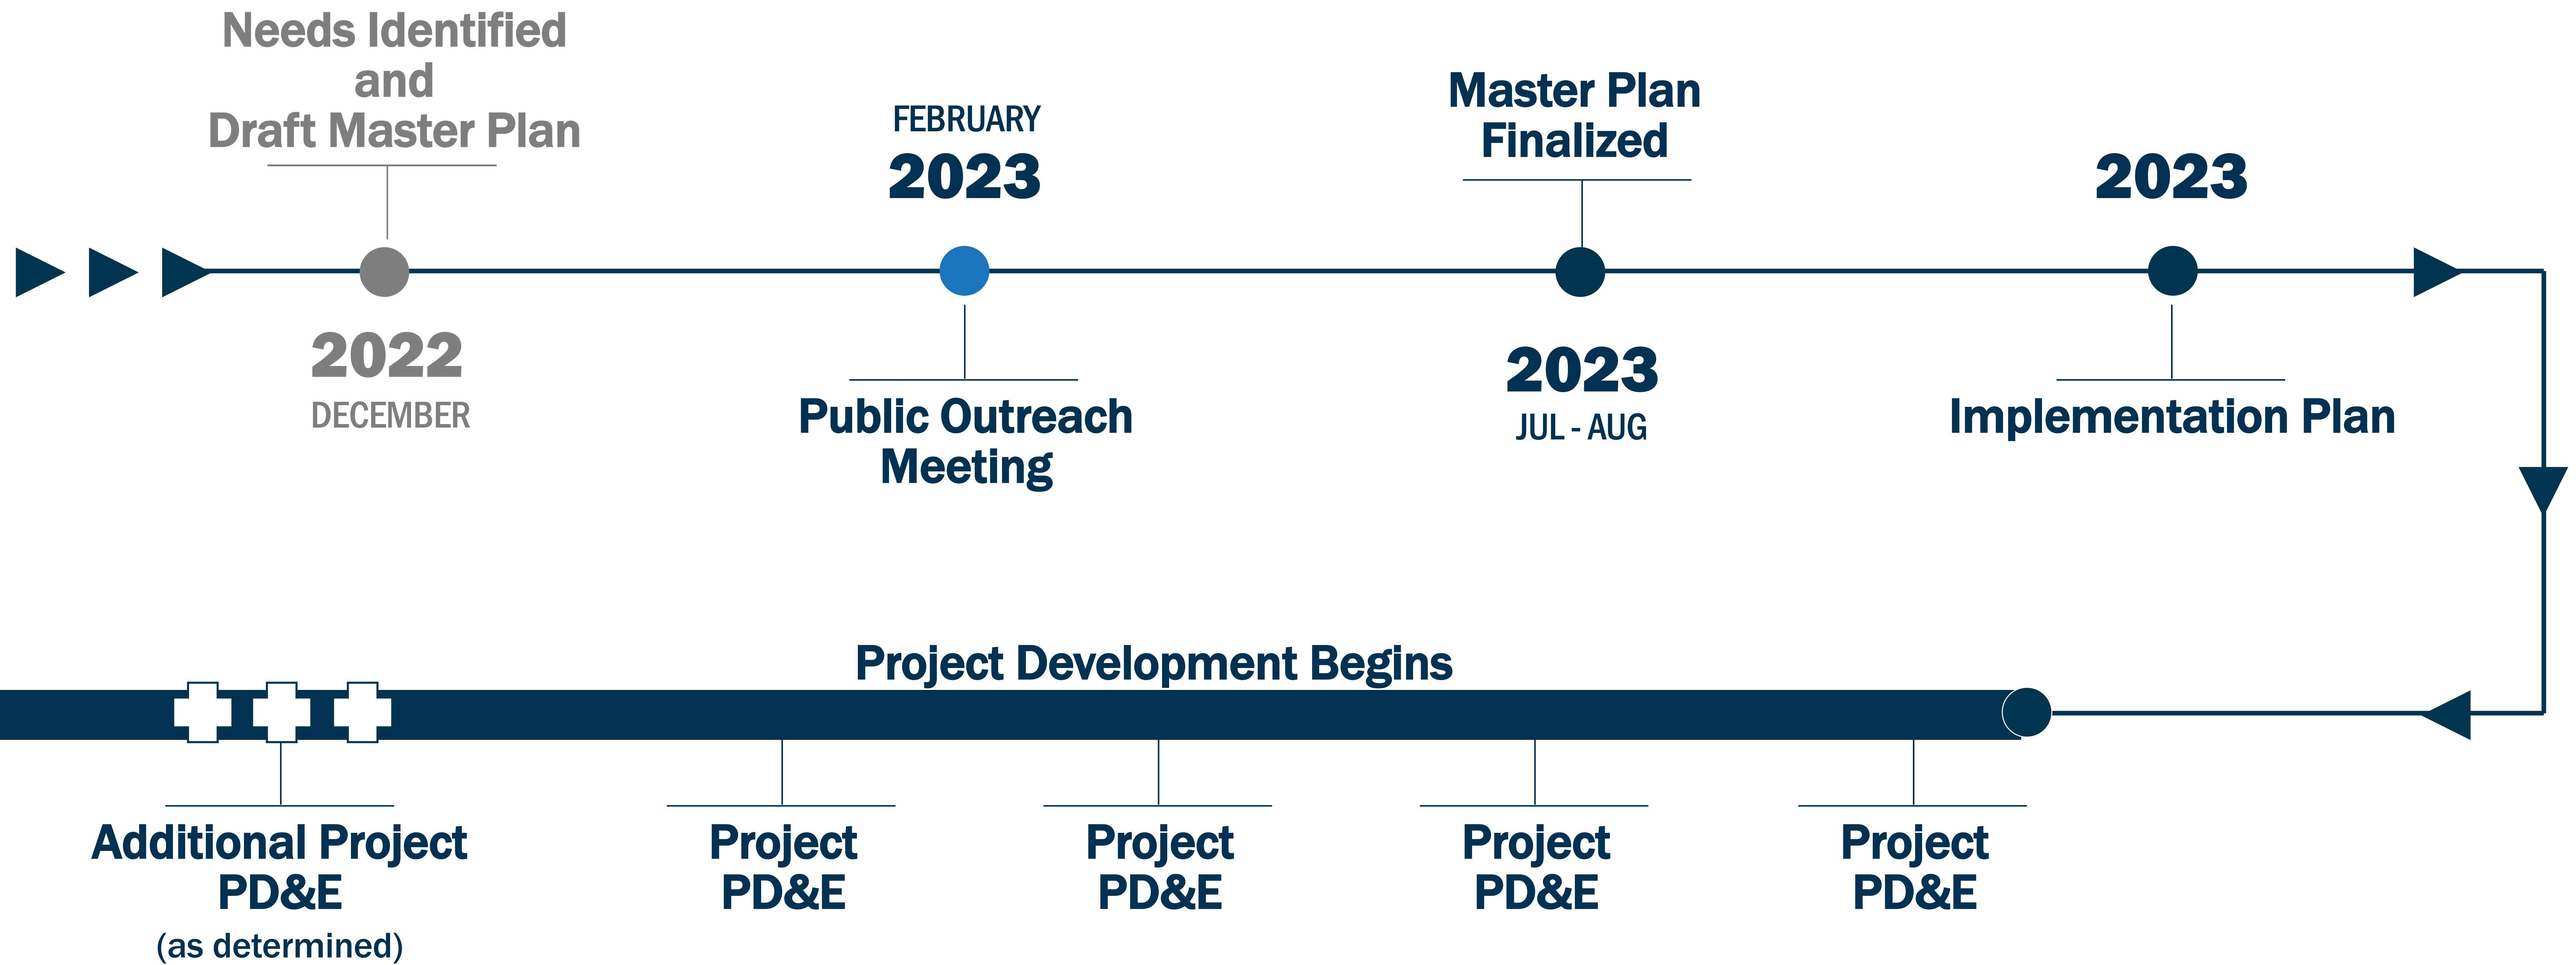 Needs Identified
and
Draft Master Plan
2022
DECEMBER
FEBRUARY
2023
Public Outreach
Meeting
Master Plan
Finalized
2023
JUL - AUG
2023
Implementation Plan
Project Development Begins
Additional Project
PD&E
(as determined)
Project
PD&E
Project
PD&E
Project
PD&E
Project
PD&E